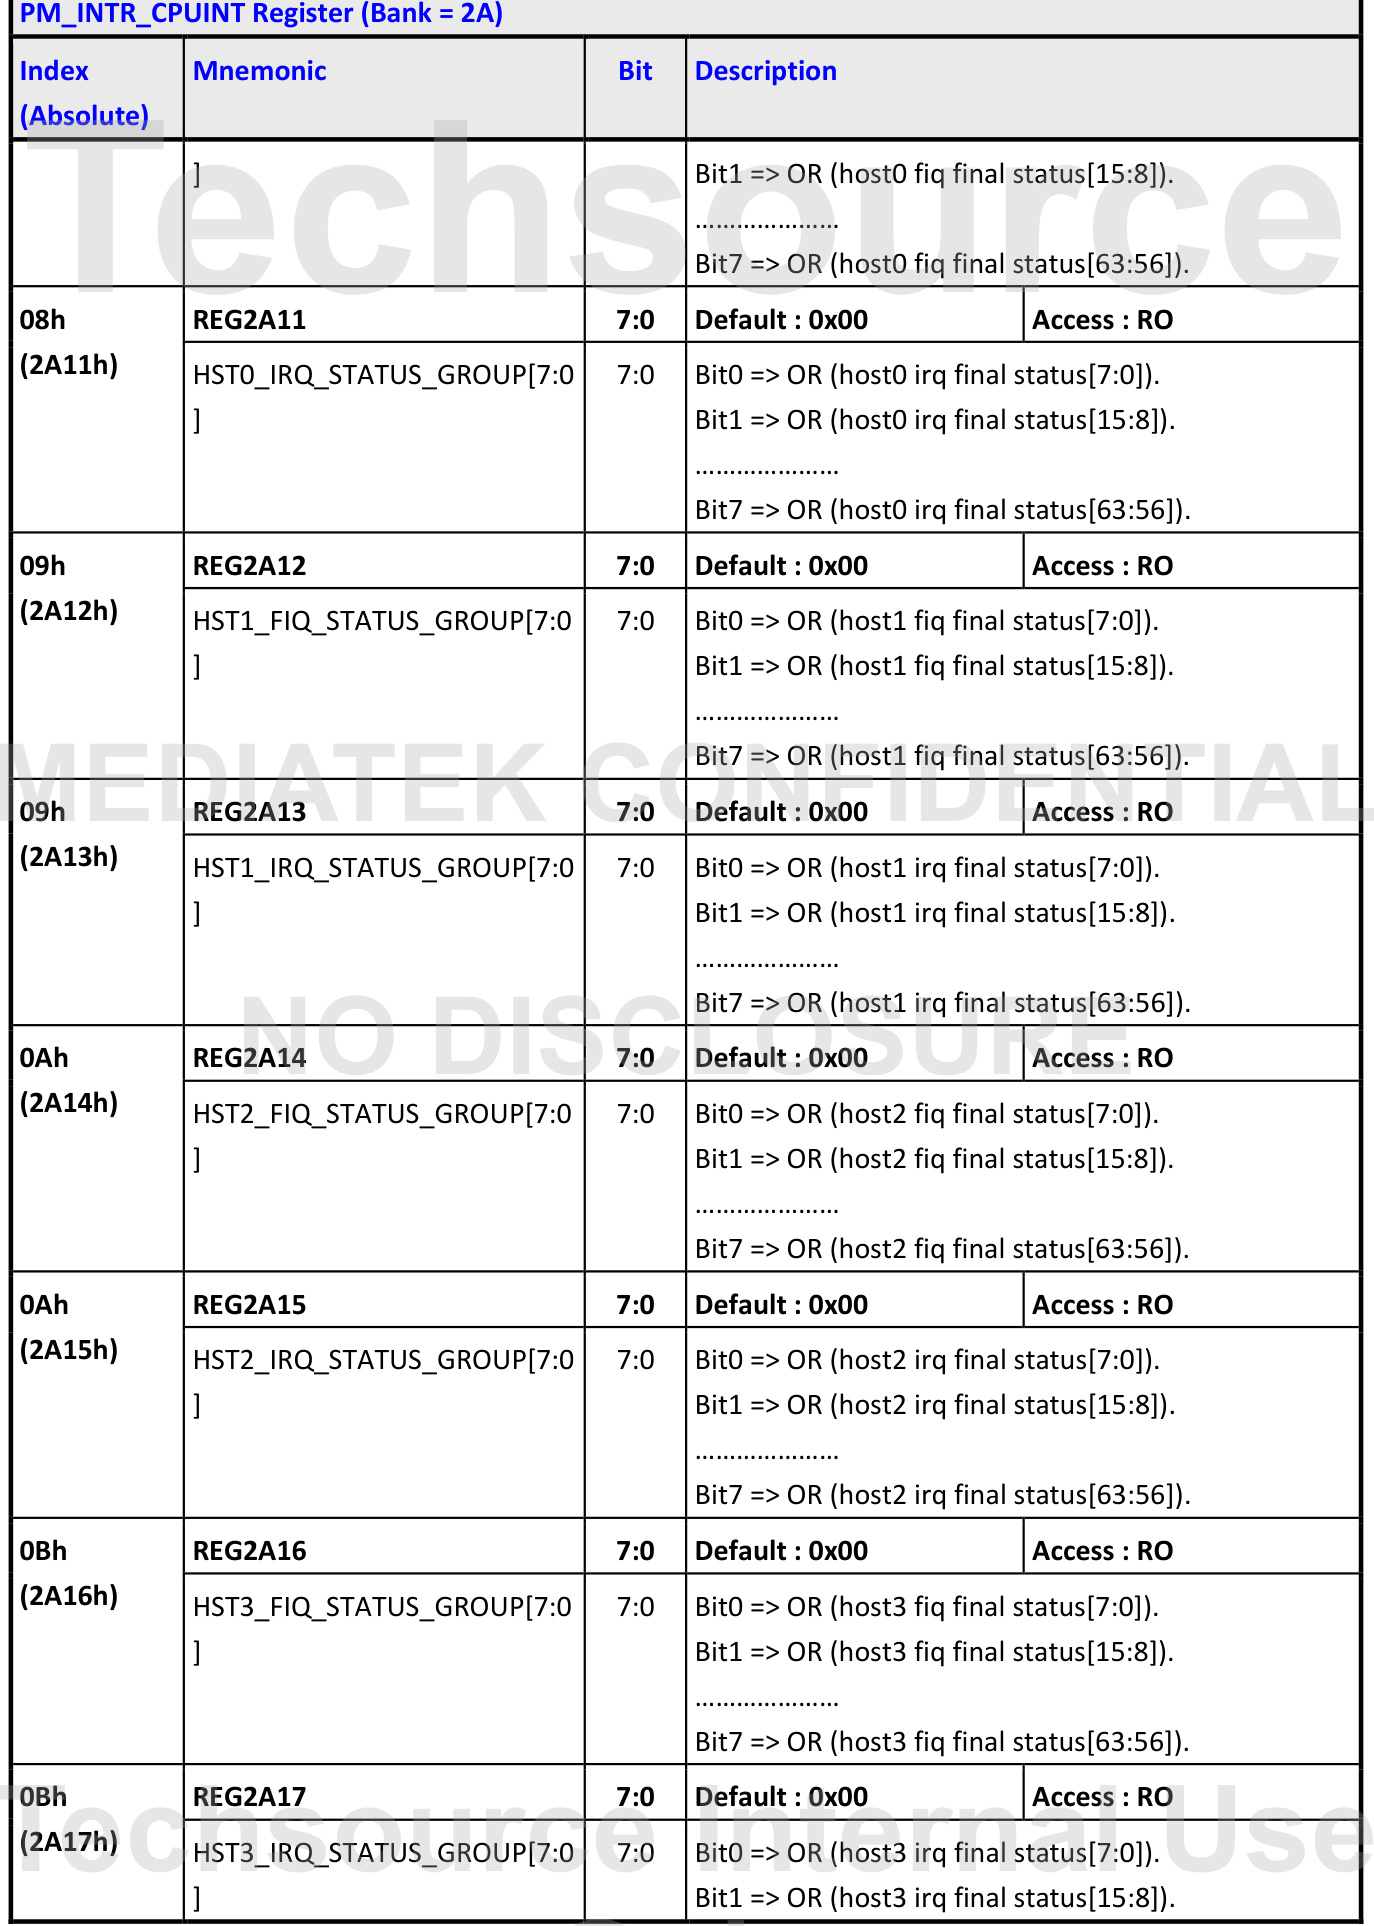 PM_INTR_CPUINT Register (Bank = 2A)
Index
(Absolute)
Mnemonic
Bit
Description
]
Bit1 => OR (host0 fiq final status[15:8]).
.....................
Bit7 => OR (host0 fiq final status[63:56]).
Techsource
08h
(2A11h)
REG2A11
7:0
Default : 0x00
Access : RO
HST0_IRQ_STATUS_GROUP[7:0
]
7:0
Bit0 => OR (host0 irq final status[7:0]).
Bit1 => OR (host0 irq final status[15:8]).
.....................
Bit7 => OR (host0 irq final status[63:56]).
09h
(2A12h)
REG2A12
7:0
Default : 0x00
Access : RO
HST1_FIQ_STATUS_GROUP[7:0
]
7:0
Bit0 => OR (host1 fiq final status[7:0]).
Bit1 => OR (host1 fiq final status[15:8]).
.....................
Bit7 => OR (host1 fiq final status[63:56]).
MEDIATEK CONFIDENTIAL
09h
(2A13h)
REG2A13
7:0
Default : 0x00
Access : RO
HST1_IRQ_STATUS_GROUP[7:0
]
7:0
Bit0 => OR (host1 irq final status[7:0]).
Bit1 => OR (host1 irq final status[15:8]).
.....................
Bit7 => OR (host1 irq final status[63:56]).
NO DISCLOSURE
0Ah
(2A14h)
REG2A14
7:0
Default : 0x00
Access : RO
HST2_FIQ_STATUS_GROUP[7:0
]
7:0
Bit0 => OR (host2 fiq final status[7:0]).
Bit1 => OR (host2 fiq final status[15:8]).
.....................
Bit7 => OR (host2 fiq final status[63:56]).
0Ah
(2A15h)
REG2A15
7:0
Default : 0x00
Access : RO
HST2_IRQ_STATUS_GROUP[7:0
]
7:0
Bit0 => OR (host2 irq final status[7:0]).
Bit1 => OR (host2 irq final status[15:8]).
.....................
Bit7 => OR (host2 irq final status[63:56]).
0Bh
(2A16h)
REG2A16
7:0
Default : 0x00
Access : RO
HST3_FIQ_STATUS_GROUP[7:0
]
7:0
Bit0 => OR (host3 fiq final status[7:0]).
Bit1 => OR (host3 fiq final status[15:8]).
.....................
Bit7 => OR (host3 fiq final status[63:56]).
0Bh
(2A17h)
REG2A17
7:0
Default : 0x00
Access : RO
HST3_IRQ_STATUS_GROUP[7:0
]
7:0
Bit0 => OR (host3 irq final status[7:0]).
Bit1 => OR (host3 irq final status[15:8]).
Techsource Internal Use